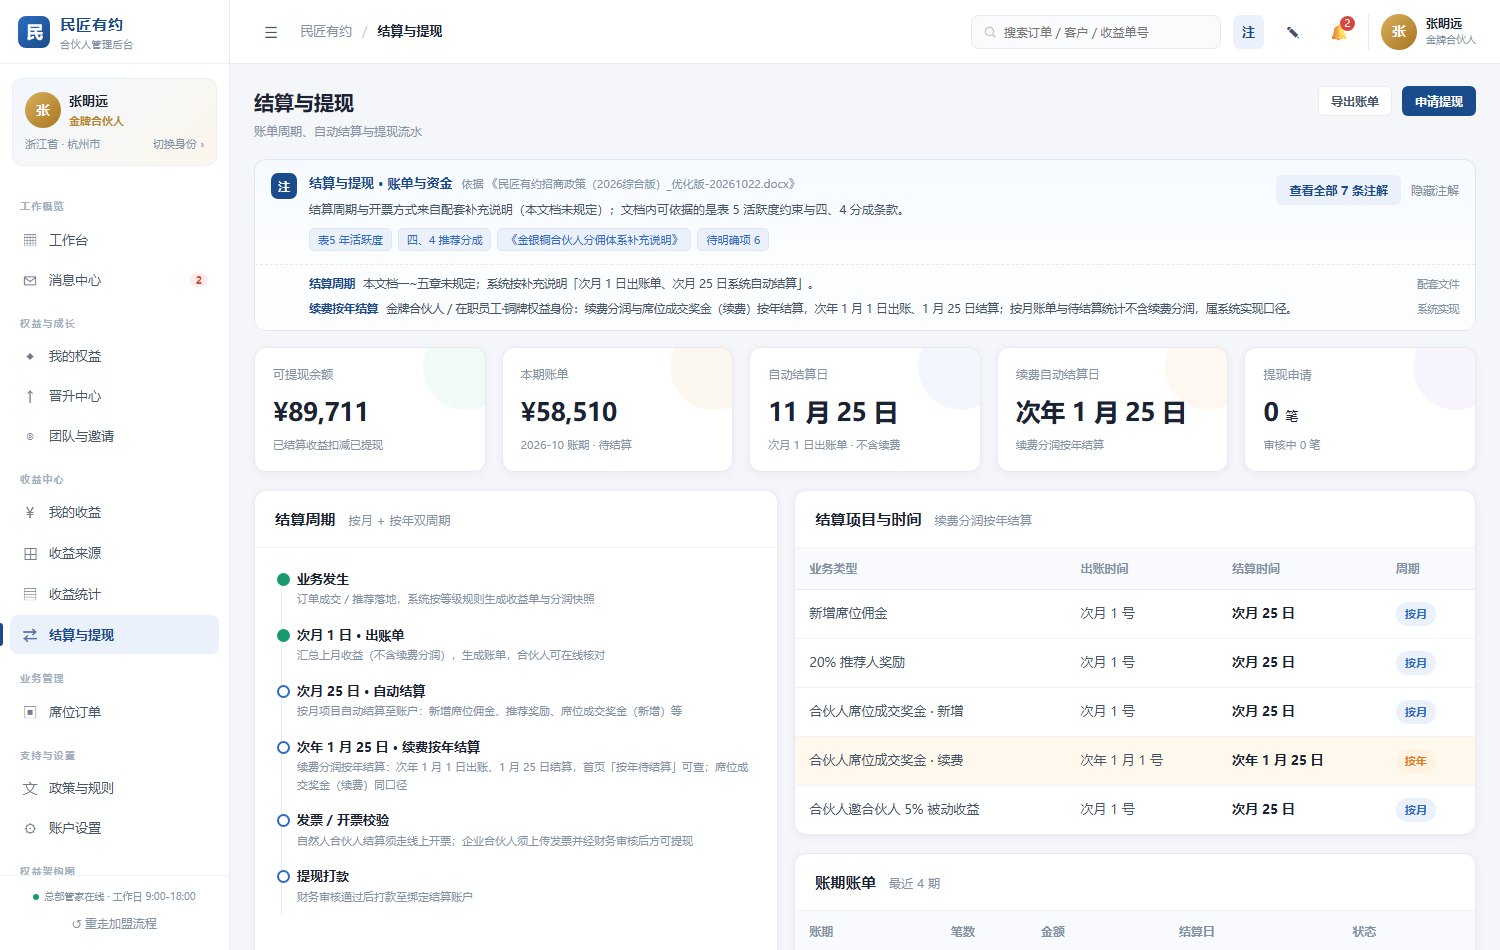 民 民匠有约
合伙人管理后台
☰ 民匠有约 / 结算与提现
搜索订单 / 客户 / 收益单号
注
2
张 张明远
金牌合伙人
张 张明远
金牌合伙人
浙江省 · 杭州市 切换身份 ›
工作概览
工作台
消息中心 2
权益与成长
我的权益
晋升中心
团队与邀请
收益中心
¥ 我的收益
收益来源
收益统计
结算与提现
业务管理
席位订单
支持与设置
文 政策与规则
账户设置
权益架构图
总部管家在线 · 工作日 9:00-18:00
↺ 重走加盟流程
结算与提现
账单周期、自动结算与提现流水
导出账单 申请提现
注 结算与提现 • 账单与资金 依据 《民匠有约招商政策（2026综合版）_优化版-20261022.docx》
查看全部 7 条注解 隐藏注解
结算周期与开票方式来自配套补充说明（本文档未规定）；文档内可依据的是表 5 活跃度约束与四、4 分成条款。
表5 年活跃度 四、4 推荐分成 《金银铜合伙人分佣体系补充说明》 待明确项 6
结算周期 本文档一~五章未规定；系统按补充说明「次月 1 日出账单、次月 25 日系统自动结算」。 配套文件
续费按年结算 金牌合伙人 / 在职员工·铜牌权益身份：续费分润与席位成交奖金（续费）按年结算，次年 1 月 1 日出账、1 月 25 日结算；按月账单与待结算统计不含续费分润，属系统实现口径。 系统实现
可提现余额
¥89,711
已结算收益扣减已提现
本期账单
¥58,510
2026-10 账期 · 待结算
自动结算日
11 月 25 日
次月 1 日出账单 · 不含续费
续费自动结算日
次年 1 月 25 日
续费分润按年结算
提现申请
0 笔
审核中 0 笔
结算周期 按月 + 按年双周期
业务发生
订单成交 / 推荐落地，系统按等级规则生成收益单与分润快照
次月 1 日 • 出账单
汇总上月收益（不含续费分润），生成账单，合伙人可在线核对
次月 25 日 • 自动结算
按月项目自动结算至账户：新增席位佣金、推荐奖励、席位成交奖金（新增）等
次年 1 月 25 日 • 续费按年结算
续费分润按年结算：次年 1 月 1 日出账、1 月 25 日结算，首页「按年待结算」可查；席位成
交奖金（续费）同口径
发票 / 开票校验
自然人合伙人结算须走线上开票；企业合伙人须上传发票并经财务审核后方可提现
提现打款
财务审核通过后打款至绑定结算账户
结算项目与时间 续费分润按年结算
业务类型 出账时间 结算时间 周期
新增席位佣金 次月 1 号 次月 25 日 按月
20% 推荐人奖励 次月 1 号 次月 25 日 按月
合伙人席位成交奖金 · 新增 次月 1 号 次月 25 日 按月
合伙人席位成交奖金 · 续费 次年 1 月 1 号 次年 1 月 25 日 按年
合伙人邀合伙人 5% 被动收益 次月 1 号 次月 25 日 按月
账期账单 最近 4 期
账期 笔数 金额 结算日 状态